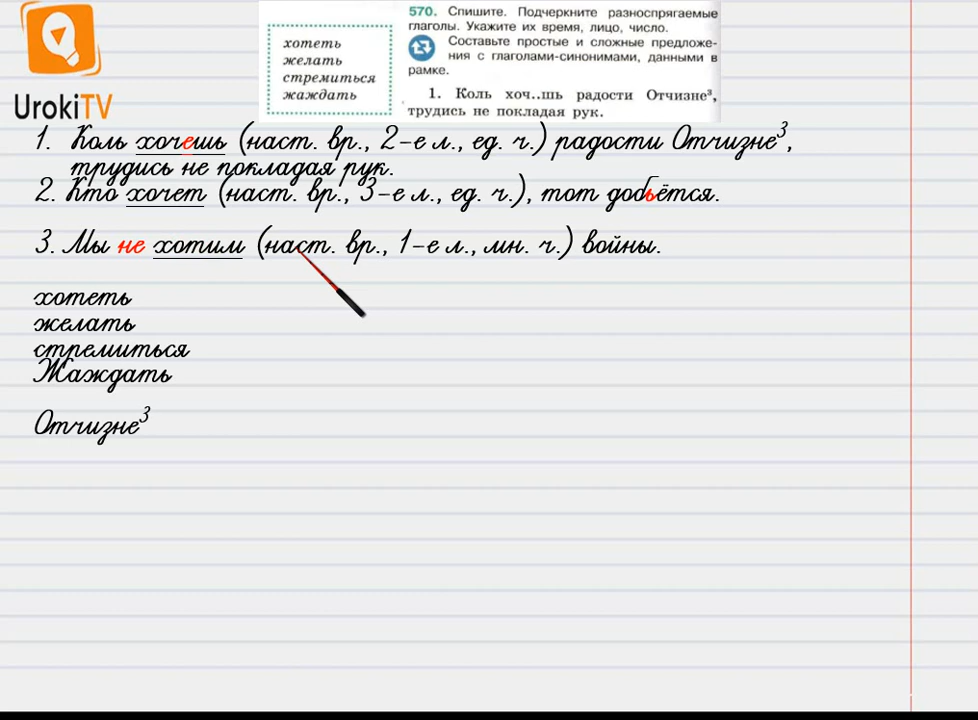 570. Спишите. Подчеркните разноспрягаемые
глаголы. Укажите их время, лицо, число.
Составьте простые и сложные предложе-
ния с глаголами-синонимами, данными в
рамке.
хотеть
желать
стремиться
жаждать
1. Коль хоч..шь радости Отчизне³,
трудись не покладая рук.
UrokiTV
1. Коль хочешь (наст. вр., 2-е л., ед. ч.) радости Отчизне³,
трудись не покладая рук.
2. Кто хочет (наст. вр., 3-е л., ед. ч.), тот добьётся.
3. Мы не хотим (наст. вр., 1-е л., мн. ч.) войны.
хотеть
желать
стремиться
Жаждать
Отчизне³